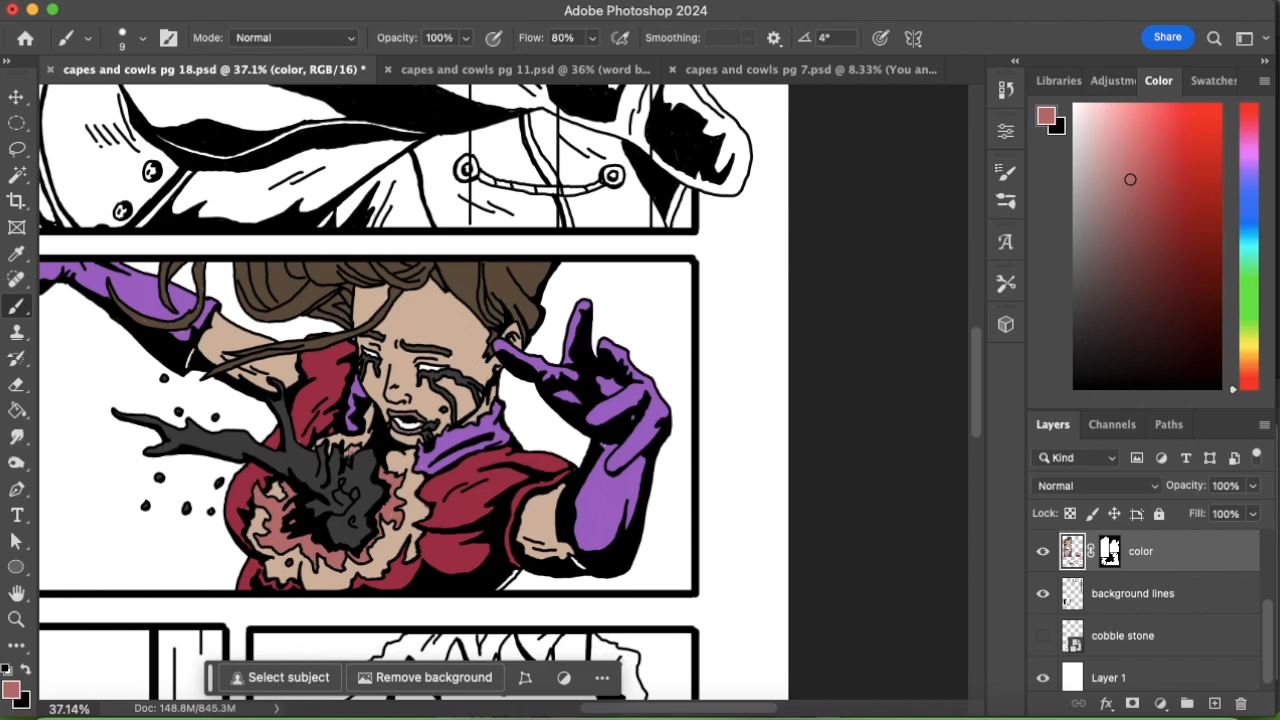 Adobe Photoshop 2024
9
Mode: Normal
Opacity: 100%
Flow: 80%
Smoothing:
4°
Share
capes and cowls pg 18.psd @ 37.1% (color, RGB/16) *
capes and cowls pg 11.psd @ 36% (word b...
capes and cowls pg 7.psd @ 8.33% (You an...
Libraries
Adjustm
Color
Swatches
Layers
Channels
Paths
Kind
Normal
Opacity: 100%
Lock:
Fill: 100%
color
background lines
cobble stone
Layer 1
Select subject
Remove background
37.14%
Doc: 148.8M/845.3M